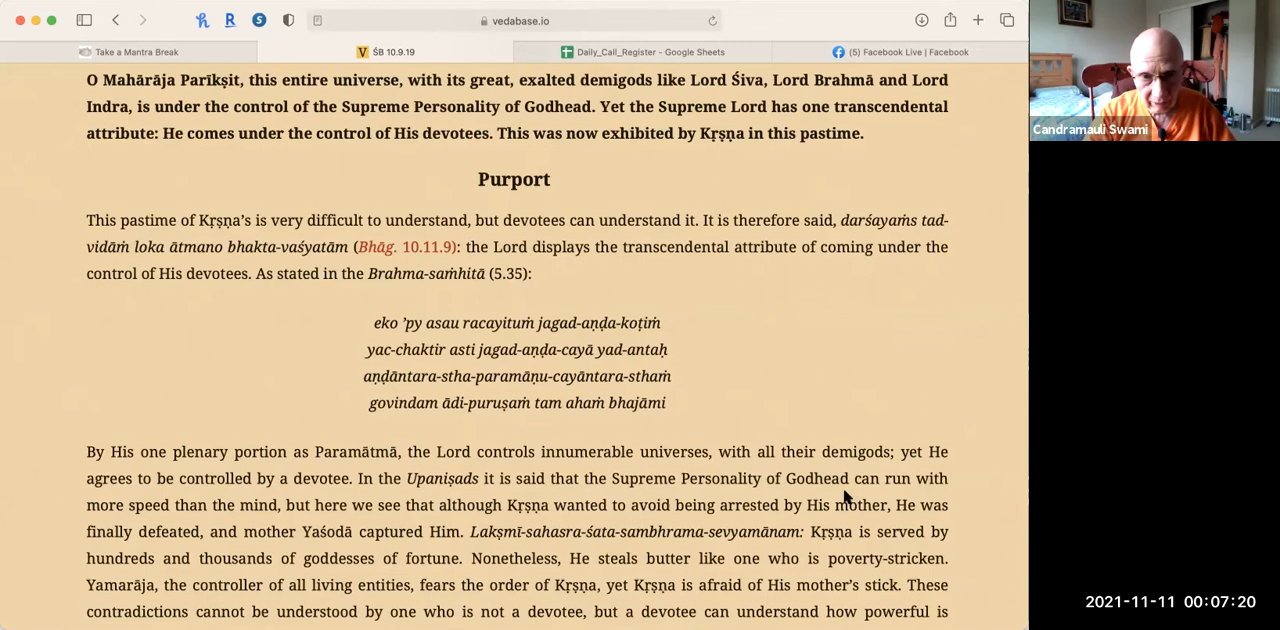 vedabase.io
Take a Mantra Break
ŚB 10.9.19
Daily_Call_Register - Google Sheets
(5) Facebook Live | Facebook
O Mahārāja Parīkṣit, this entire universe, with its great, exalted demigods like Lord Śiva, Lord Brahmā and Lord
Indra, is under the control of the Supreme Personality of Godhead. Yet the Supreme Lord has one transcendental
attribute: He comes under the control of His devotees. This was now exhibited by Kṛṣṇa in this pastime.
Purport
This pastime of Kṛṣṇa’s is very difficult to understand, but devotees can understand it. It is therefore said, darśayaṁs tad-
vidāṁ loka ātmano bhakta-vaśyatām (Bhāg. 10.11.9): the Lord displays the transcendental attribute of coming under the
control of His devotees. As stated in the Brahma-saṁhitā (5.35):
eko ’py asau racayituṁ jagad-aṇḍa-koṭiṁ
yac-chaktir asti jagad-aṇḍa-cayā yad-antaḥ
aṇḍāntara-stha-paramāṇu-cayāntara-sthaṁ
govindam ādi-puruṣaṁ tam ahaṁ bhajāmi
By His one plenary portion as Paramātmā, the Lord controls innumerable universes, with all their demigods; yet He
agrees to be controlled by a devotee. In the Upaniṣads it is said that the Supreme Personality of Godhead can run with
more speed than the mind, but here we see that although Kṛṣṇa wanted to avoid being arrested by His mother, He was
finally defeated, and mother Yaśodā captured Him. Lakṣmī-sahasra-śata-sambhrama-sevyamānam: Kṛṣṇa is served by
hundreds and thousands of goddesses of fortune. Nonetheless, He steals butter like one who is poverty-stricken.
Yamarāja, the controller of all living entities, fears the order of Kṛṣṇa, yet Kṛṣṇa is afraid of His mother’s stick. These
contradictions cannot be understood by one who is not a devotee, but a devotee can understand how powerful is
Candramauli Swami
2021-11-11 00:07:20